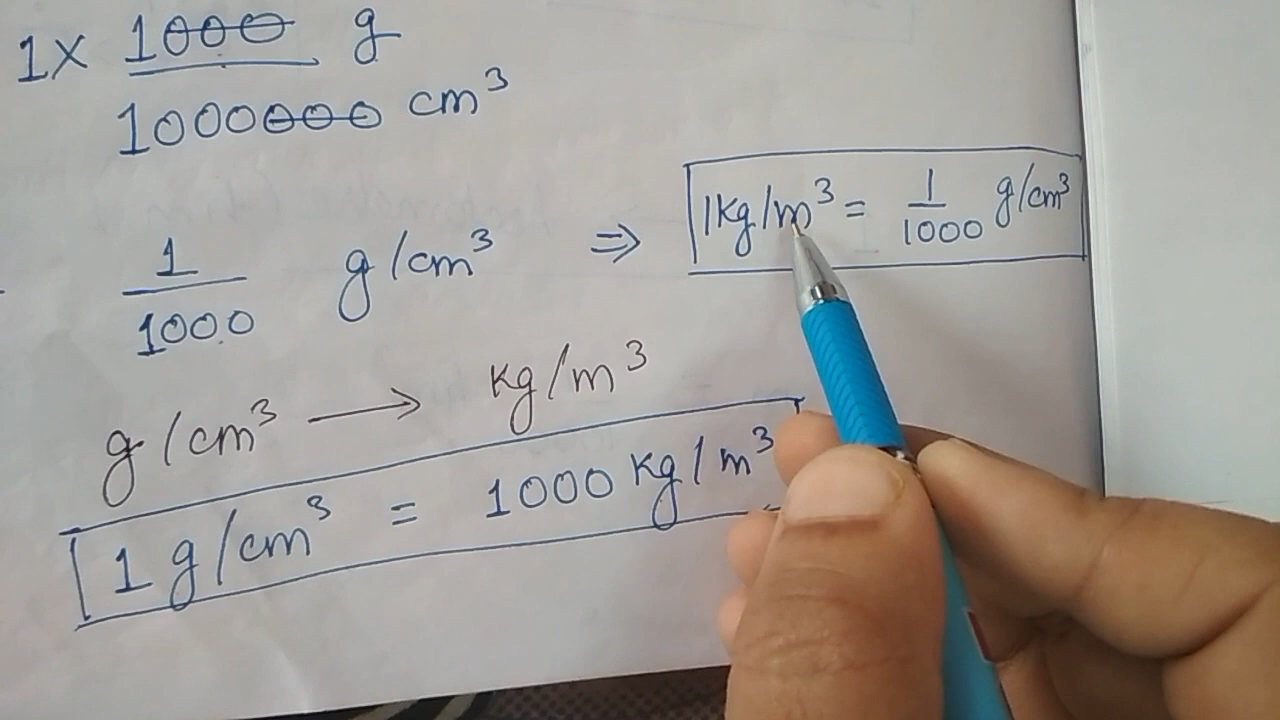 1 × 1000 g
1000000 cm³
1/1000 g/cm³ ⇒ 1kg/m³ = 1/1000 g/cm³
g/cm³ → kg/m³
1 g/cm³ = 1000 kg/m³